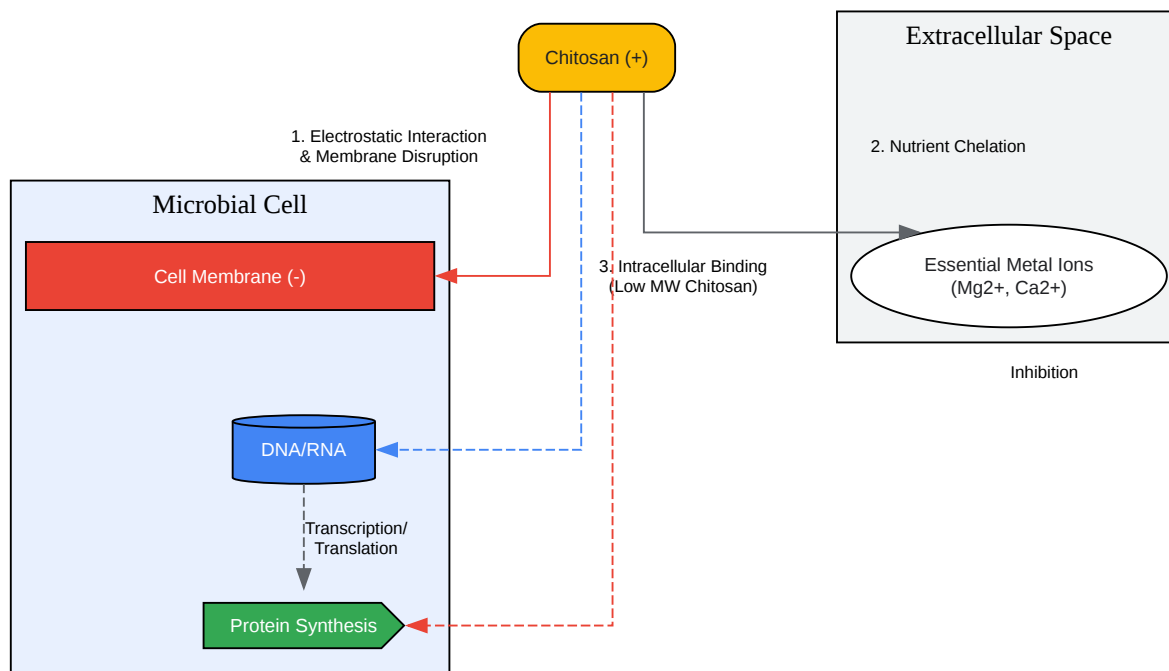 Extracellular Space
Chitosan (+)
1. Electrostatic Interaction
& Membrane Disruption
2. Nutrient Chelation
Microbial Cell
Cell Membrane (-)
3. Intracellular Binding
(Low MW Chitosan)
Essential Metal Ions
(Mg2+, Ca2+)
Inhibition
DNA/RNA
Transcription/
Translation
Protein Synthesis